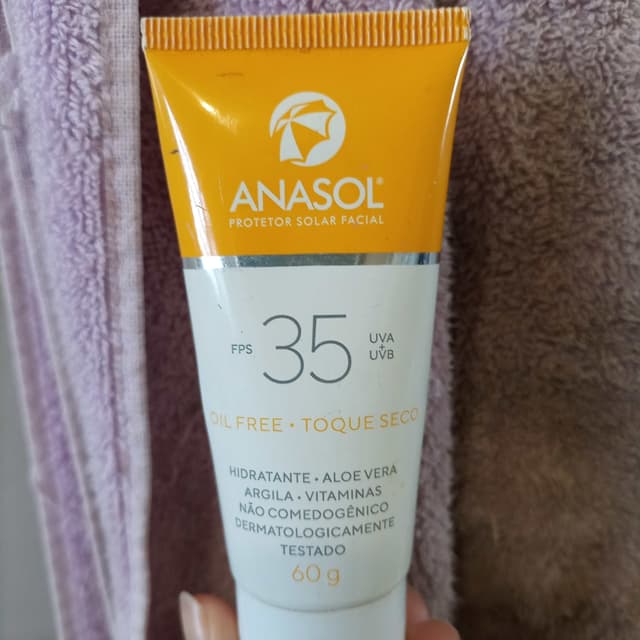 ANASOL®
PROTETOR SOLAR FACIAL
FPS 35 UVA + UVB
OIL FREE • TOQUE SECO
HIDRATANTE • ALOE VERA
ARGILA • VITAMINAS
NÃO COMEDOGÊNICO
DERMATOLOGICAMENTE
TESTADO
60 g